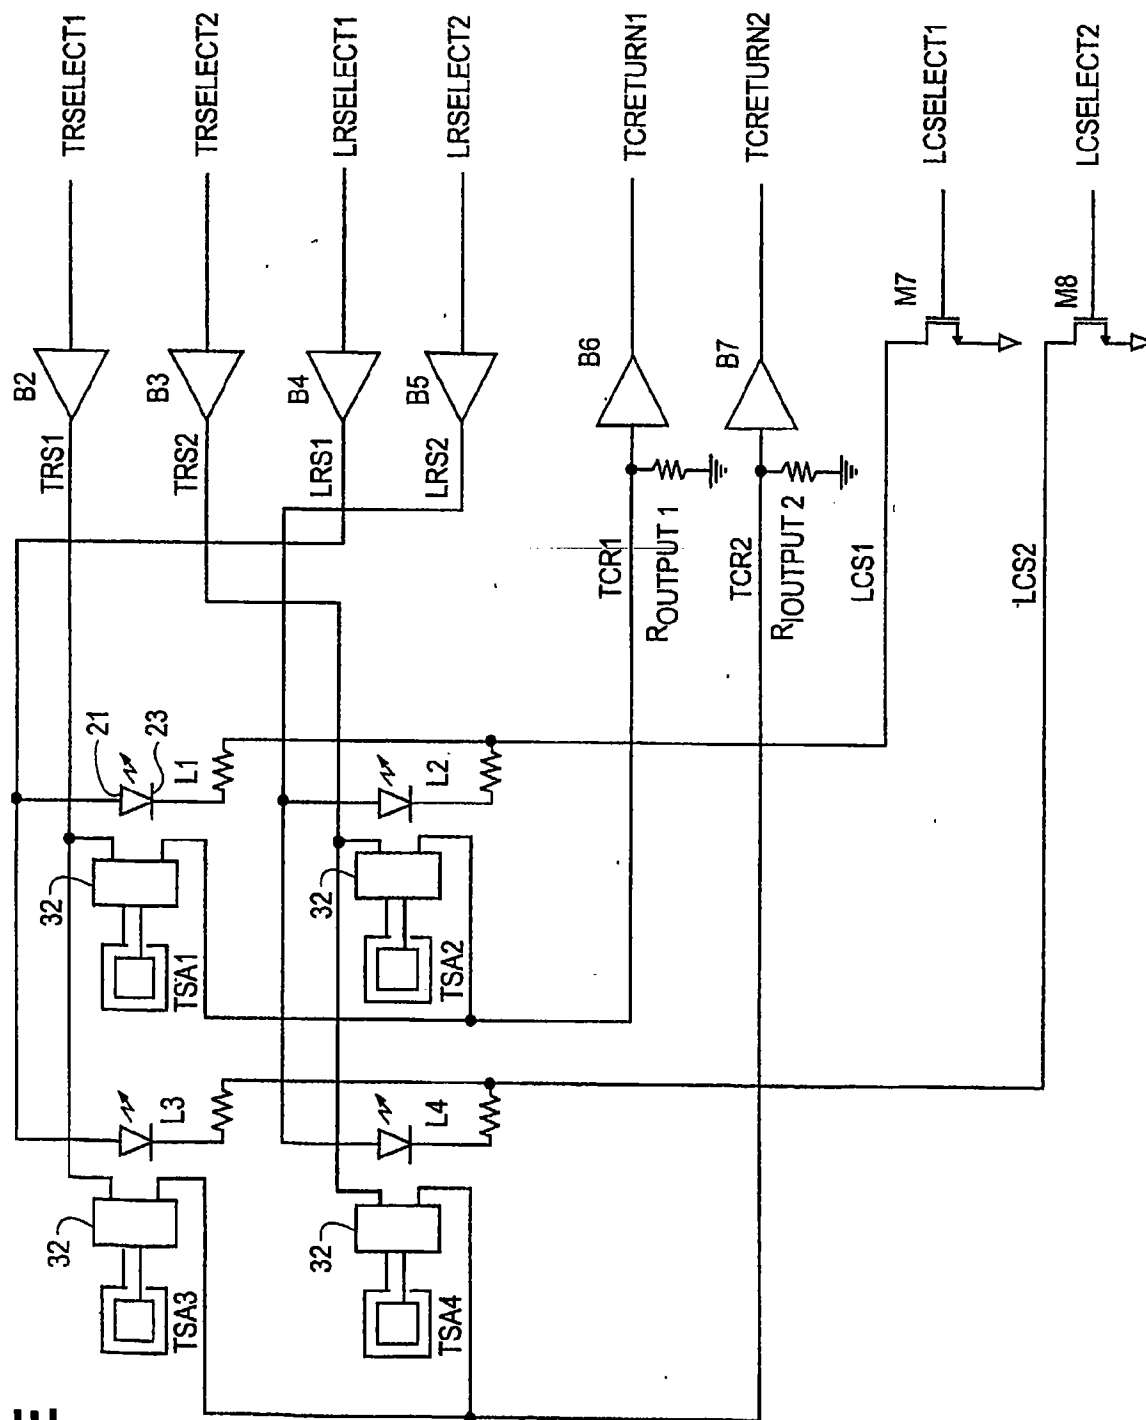 TRSELECT1
TRSELECT2
LRSELECT1
LRSELECT2
TCRETURN1
TCRETURN2
LCSELECT1
LCSELECT2
B2
B3
B4
B5
B6
B7
M7
M8
TRS1
TRS2
LRS1
LRS2
TCR1
ROUTPUT 1
TCR2
RIOUTPUT 2
LCS1
LCS2
21
23
L1
L2
32
32
TSA1
TSA2
L3
L4
32
32
TSA3
TSA4